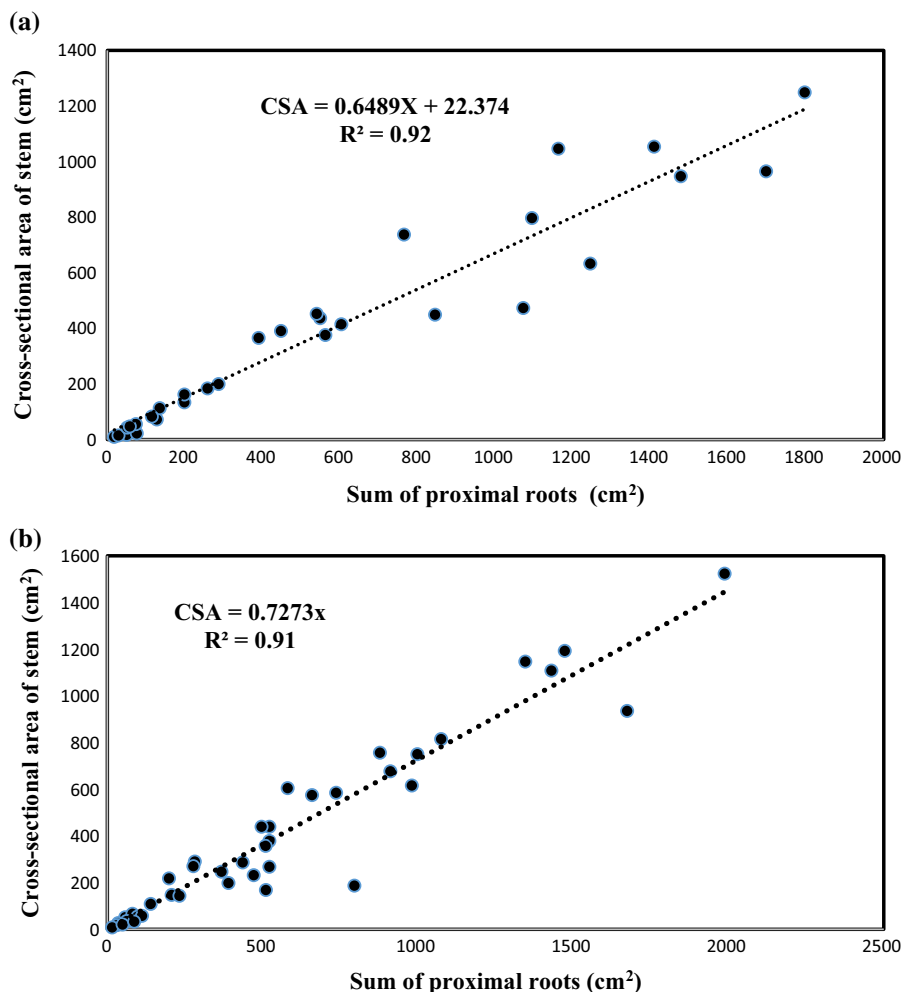 (a)
1400
1200
1000
800
600
400
200
0
Cross-sectional area of stem (cm²)
CSA = 0.6489X + 22.374
R² = 0.92
0 200 400 600 800 1000 1200 1400 1600 1800 2000
Sum of proximal roots (cm²)
(b)
1600
1400
1200
1000
800
600
400
200
0
Cross-sectional area of stem (cm²)
CSA = 0.7273x
R² = 0.91
0 500 1000 1500 2000 2500
Sum of proximal roots (cm²)